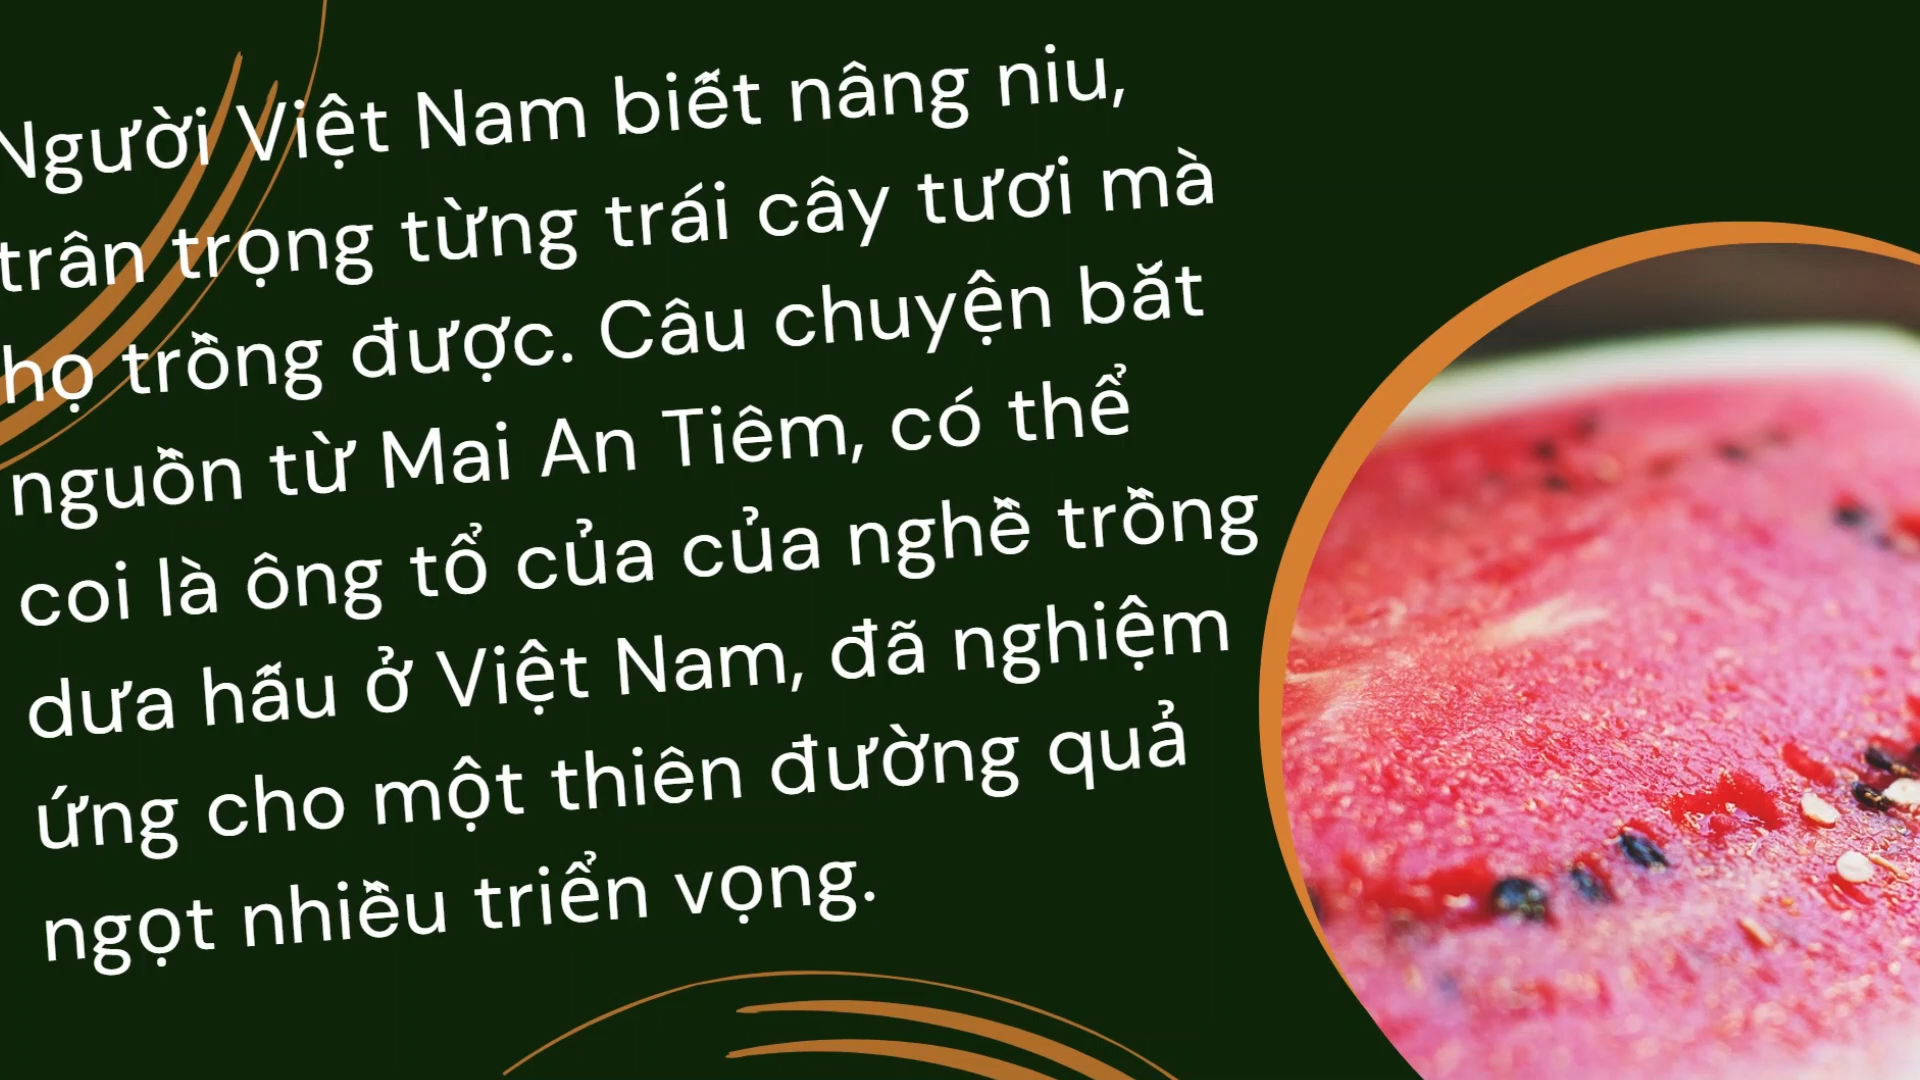 Người Việt Nam biết nâng niu,
trân trọng từng trái cây tươi mà
họ trồng được. Câu chuyện bắt
nguồn từ Mai An Tiêm, có thể
coi là ông tổ của của nghề trồng
dưa hấu ở Việt Nam, đã nghiệm
ứng cho một thiên đường quả
ngọt nhiều triển vọng.